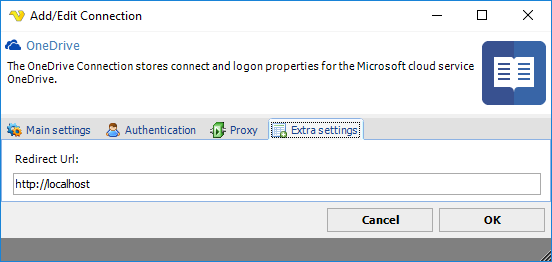 Add/Edit Connection
OneDrive
The OneDrive Connection stores connect and logon properties for the Microsoft cloud service
OneDrive.
Main settings Authentication Proxy Extra settings
Redirect Url:
http://localhost
Cancel OK